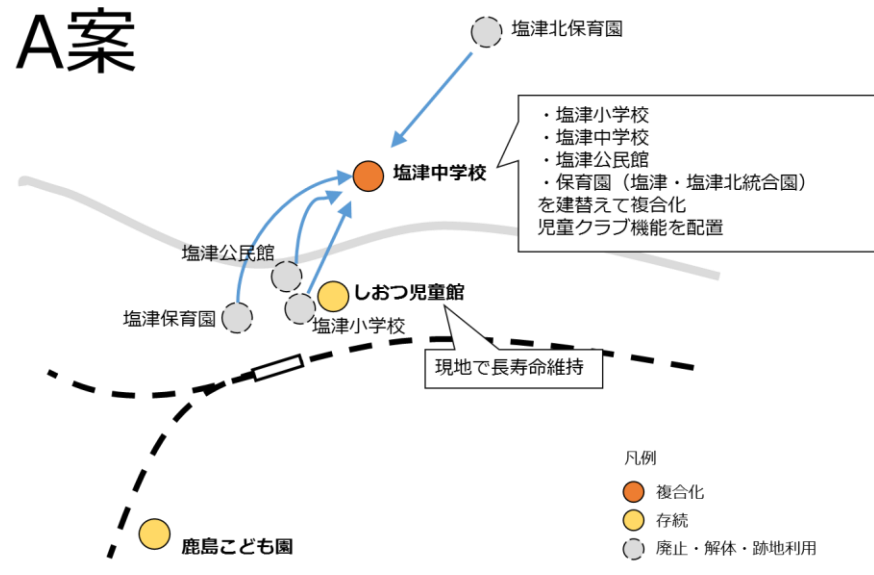 A案
塩津北保育園
・塩津小学校
・塩津中学校
・塩津公民館
・保育園（塩津・塩津北統合園）
を建替えて複合化
児童クラブ機能を配置
塩津中学校
塩津公民館
しおつ児童館
塩津保育園
塩津小学校
現地で長寿命維持
鹿島こども園
凡例
複合化
存続
廃止・解体・跡地利用